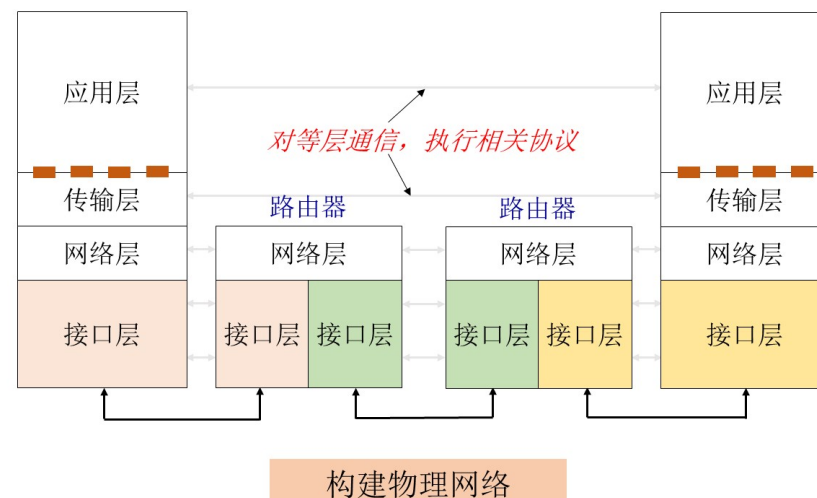 应用层
应用层
对等层通信，执行相关协议
传输层
路由器
路由器
传输层
网络层
网络层
网络层
网络层
接口层
接口层
接口层
接口层
接口层
接口层
构建物理网络